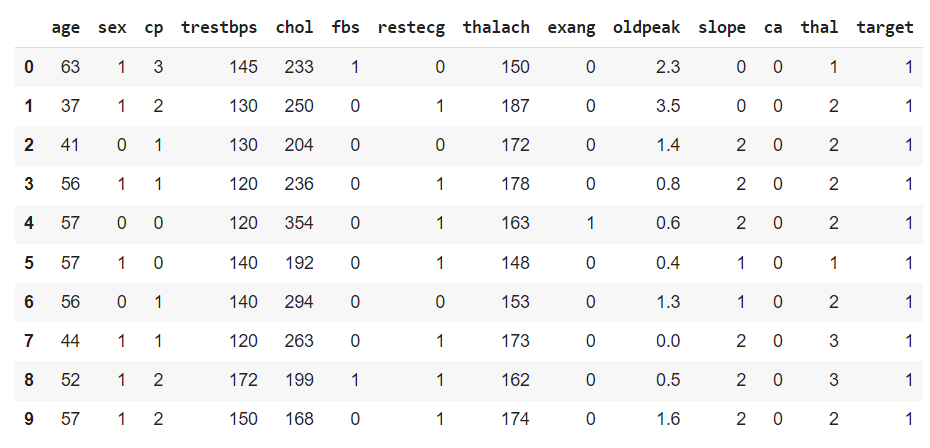 age sex cp trestbps chol fbs restecg thalach exang oldpeak slope ca thal target
0 63 1 3 145 233 1 0 150 0 2.3 0 0 1 1
1 37 1 2 130 250 0 1 187 0 3.5 0 0 2 1
2 41 0 1 130 204 0 0 172 0 1.4 2 0 2 1
3 56 1 1 120 236 0 1 178 0 0.8 2 0 2 1
4 57 0 0 120 354 0 1 163 1 0.6 2 0 2 1
5 57 1 0 140 192 0 1 148 0 0.4 1 0 1 1
6 56 0 1 140 294 0 0 153 0 1.3 1 0 2 1
7 44 1 1 120 263 0 1 173 0 0.0 2 0 3 1
8 52 1 2 172 199 1 1 162 0 0.5 2 0 3 1
9 57 1 2 150 168 0 1 174 0 1.6 2 0 2 1